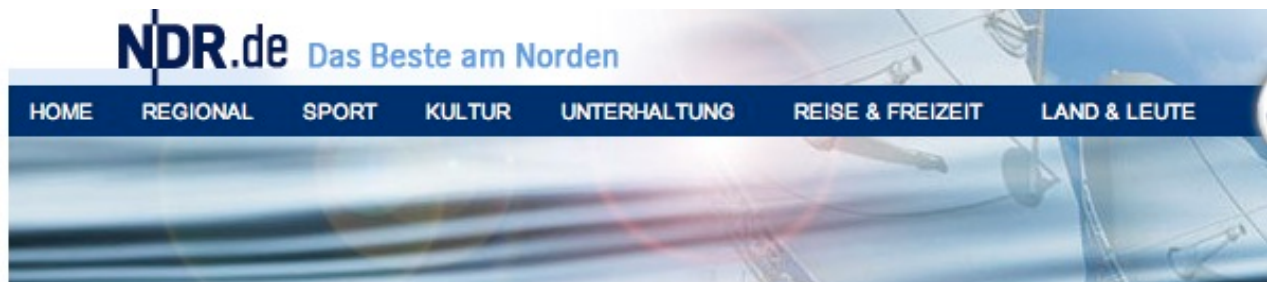 NDR.de Das Beste am Norden
HOME REGIONAL SPORT KULTUR UNTERHALTUNG REISE & FREIZEIT LAND & LEUTE